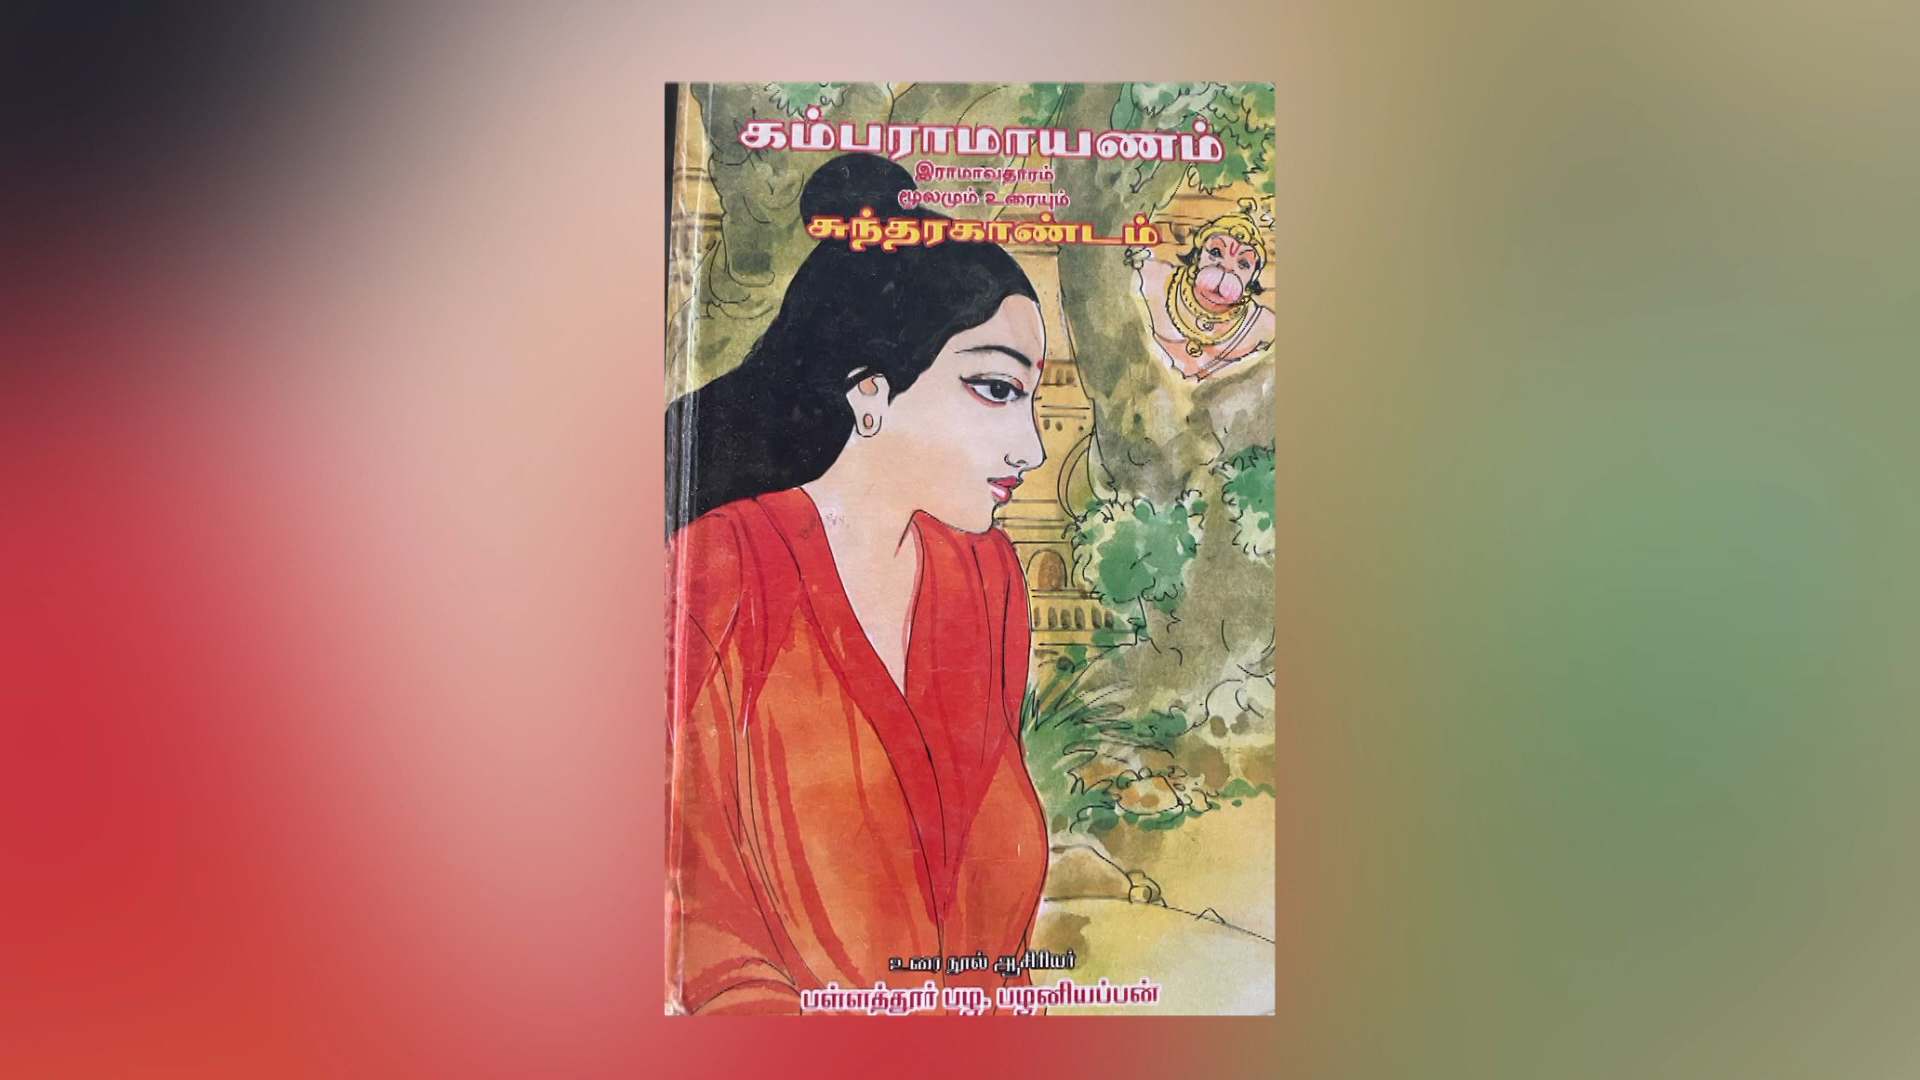 கம்பராமாயணம்
இராமாவதாரம்
மூலமும் உரையும்
சுந்தரகாண்டம்
உரை நூல் ஆசிரியர்
பள்ளத்தூர் பழ. பழனியப்பன்